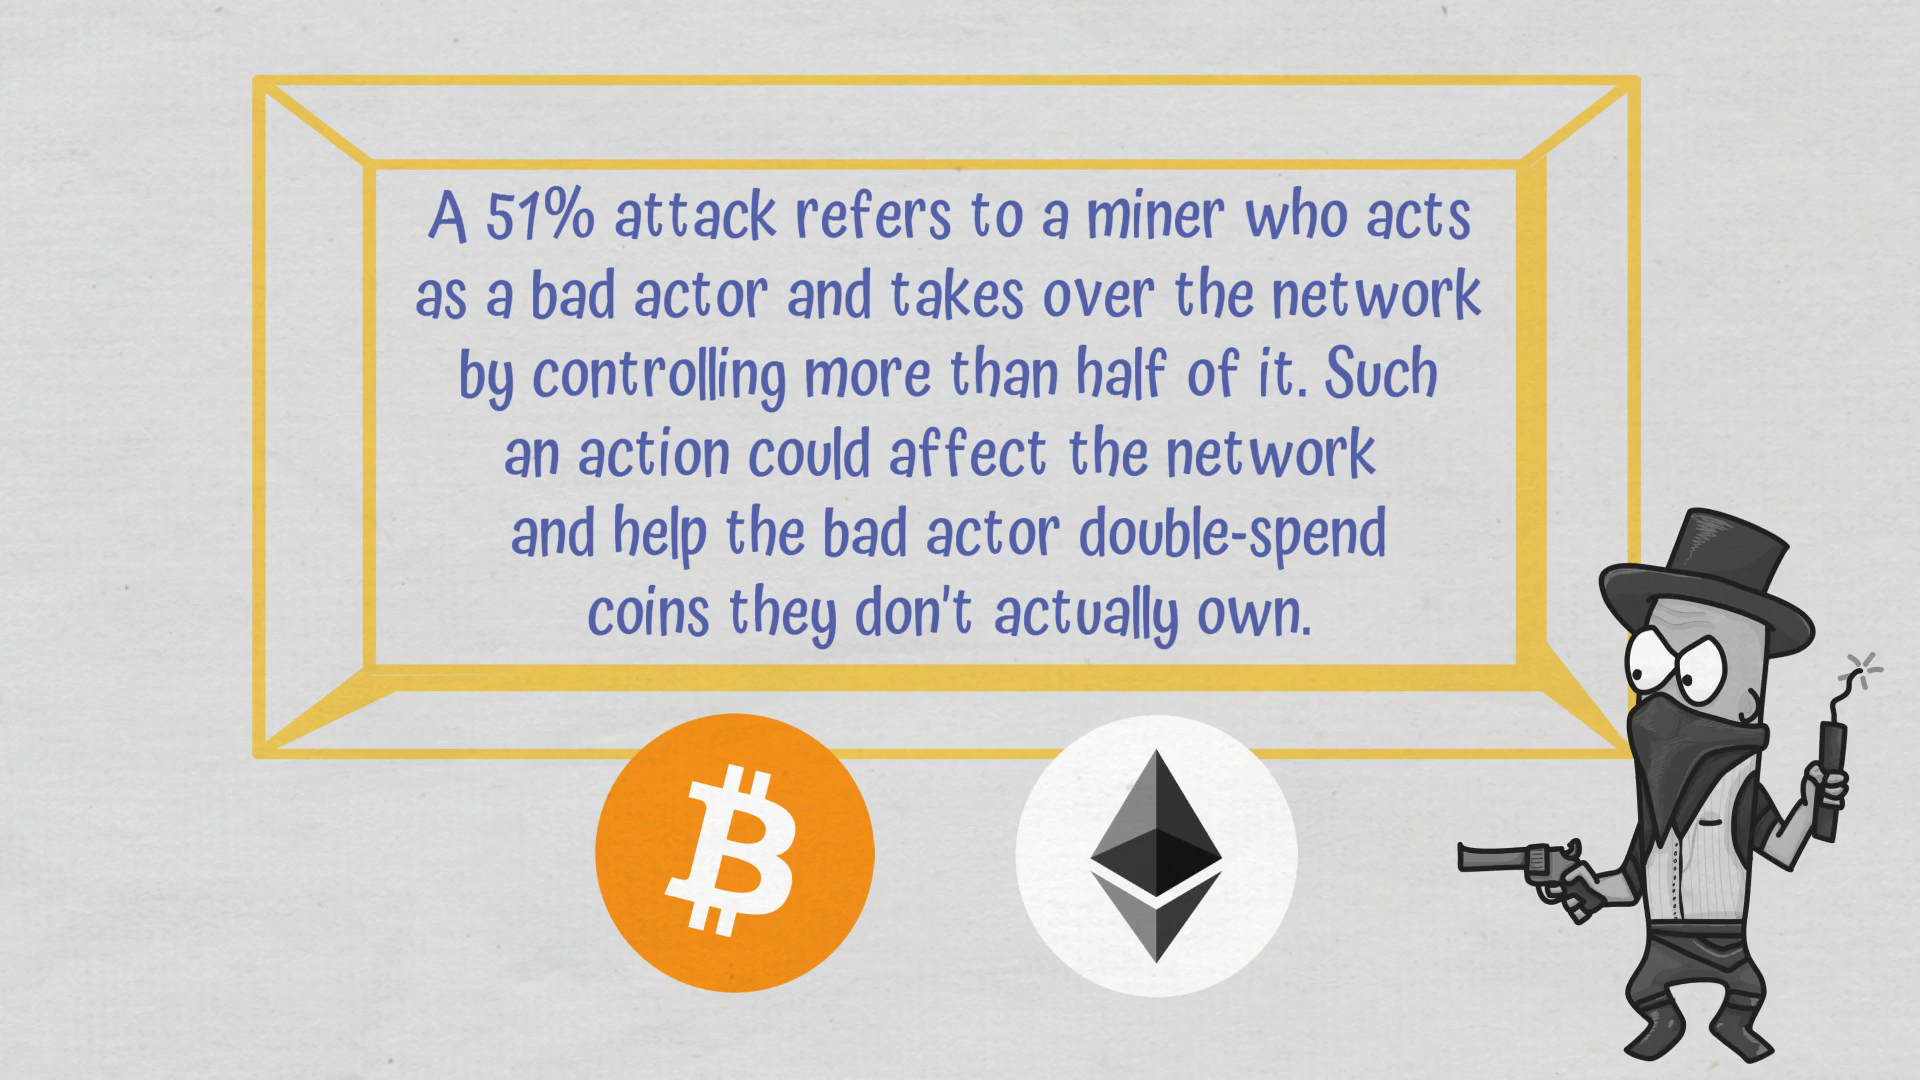 A 51% attack refers to a miner who acts
as a bad actor and takes over the network
by controlling more than half of it. Such
an action could affect the network
and help the bad actor double-spend
coins they don't actually own.